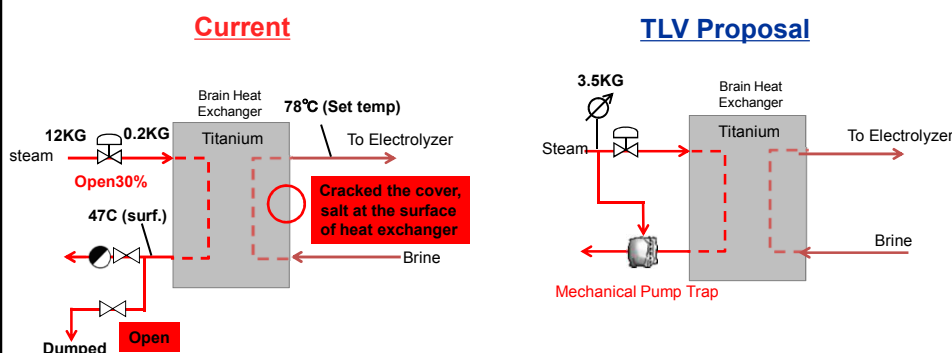 Current
Brain Heat
Exchanger
78℃ (Set temp)
12KG
0.2KG
Titanium
To Electrolyzer
steam
Open30%
Cracked the cover,
salt at the surface
of heat exchanger
47C (surf.)
Brine
Open
Dumped
TLV Proposal
3.5KG
Brain Heat
Exchanger
Titanium
To Electrolyzer
Steam
Brine
Mechanical Pump Trap